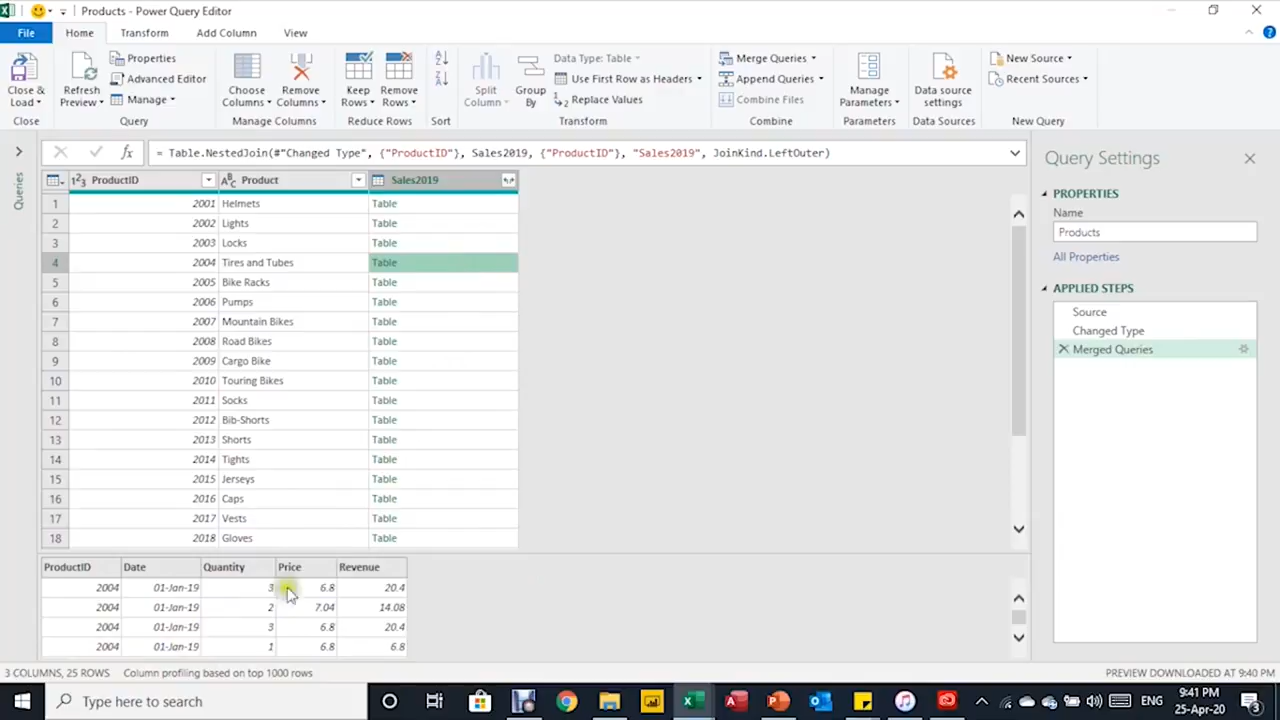 Products - Power Query Editor
File Home Transform Add Column View
Close & Load
Close
Refresh Preview
Properties
Advanced Editor
Manage
Query
Choose Columns
Remove Columns
Manage Columns
Keep Rows
Remove Rows
Reduce Rows
Sort
Split Column
Group By
Data Type: Table
Use First Row as Headers
Replace Values
Transform
Merge Queries
Append Queries
Combine Files
Combine
Manage Parameters
Parameters
Data source settings
Data Sources
New Source
Recent Sources
New Query
Queries
= Table.NestedJoin(#"Changed Type", {"ProductID"}, Sales2019, {"ProductID"}, "Sales2019", JoinKind.LeftOuter)
ProductID Product Sales2019
1 2001 Helmets Table
2 2002 Lights Table
3 2003 Locks Table
4 2004 Tires and Tubes Table
5 2005 Bike Racks Table
6 2006 Pumps Table
7 2007 Mountain Bikes Table
8 2008 Road Bikes Table
9 2009 Cargo Bike Table
10 2010 Touring Bikes Table
11 2011 Socks Table
12 2012 Bib-Shorts Table
13 2013 Shorts Table
14 2014 Tights Table
15 2015 Jerseys Table
16 2016 Caps Table
17 2017 Vests Table
18 2018 Gloves Table
ProductID Date Quantity Price Revenue
2004 01-Jan-19 3 6.8 20.4
2004 01-Jan-19 2 7.04 14.08
2004 01-Jan-19 3 6.8 20.4
2004 01-Jan-19 1 6.8 6.8
Query Settings
PROPERTIES
Name
Products
All Properties
APPLIED STEPS
Source
Changed Type
Merged Queries
3 COLUMNS, 25 ROWS Column profiling based on top 1000 rows
PREVIEW DOWNLOADED AT 9:40 PM
Type here to search
ENG
9:41 PM
25-Apr-20
3